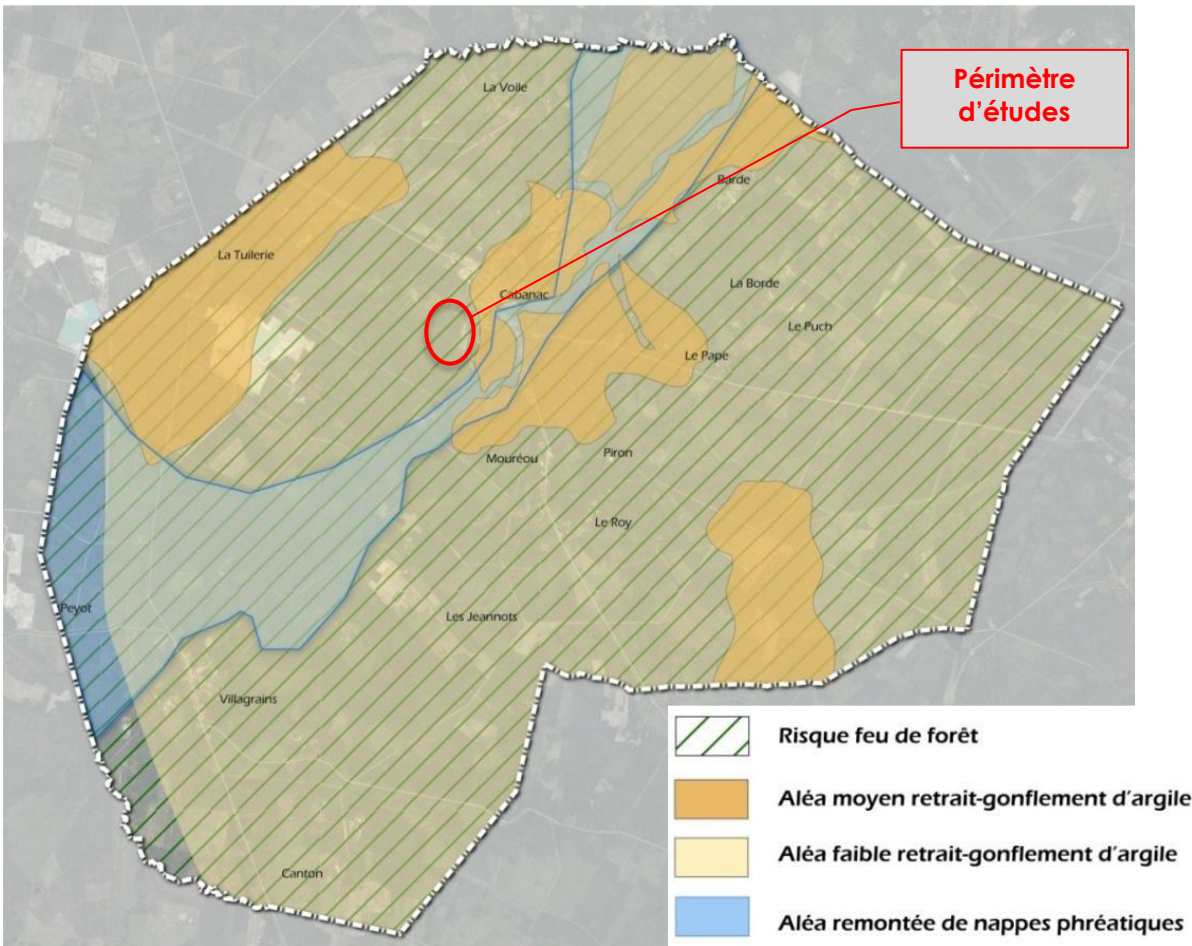 Périmètre
d'études
La Voile
Barde
La Tuilerie
La Borde
Cabanac
Le Puch
Le Pape
Mouréou
Piron
Le Roy
Peyot
Les Jeannots
Villagrains
Canton
Risque feu de forêt
Aléa moyen retrait-gonflement d'argile
Aléa faible retrait-gonflement d'argile
Aléa remontée de nappes phréatiques